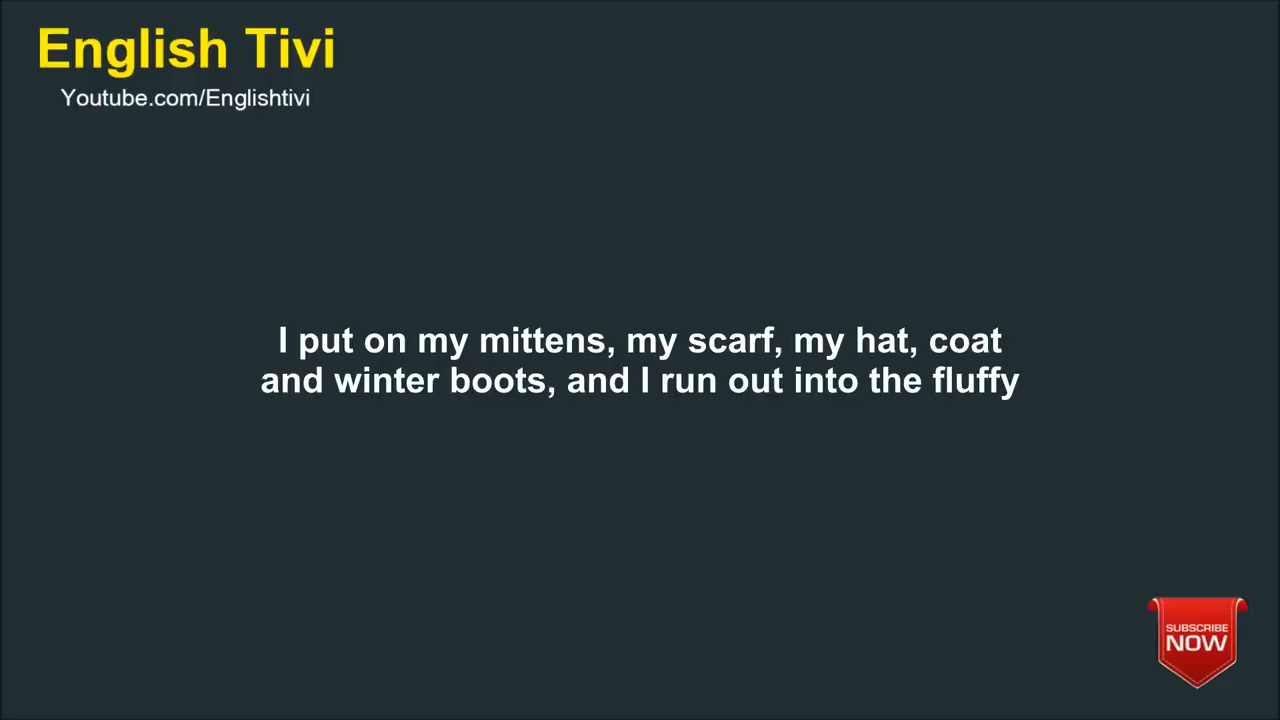 English Tivi
Youtube.com/Englishtivi
I put on my mittens, my scarf, my hat, coat
and winter boots, and I run out into the fluffy
SUBSCRIBE
NOW